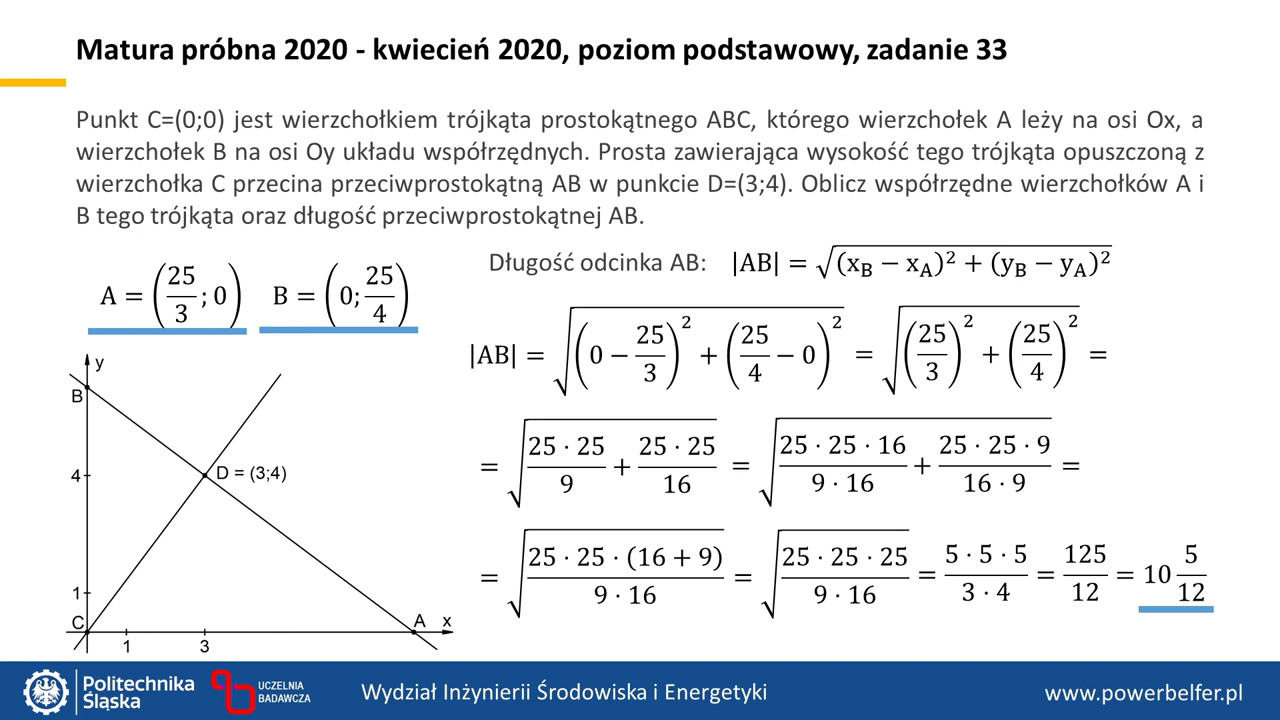 Matura próbna 2020 - kwiecień 2020, poziom podstawowy, zadanie 33
Punkt C=(0;0) jest wierzchołkiem trójkąta prostokątnego ABC, którego wierzchołek A leży na osi Ox, a
wierzchołek B na osi Oy układu współrzędnych. Prosta zawierająca wysokość tego trójkąta opuszczoną z
wierzchołka C przecina przeciwprostokątną AB w punkcie D=(3;4). Oblicz współrzędne wierzchołków A i
B tego trójkąta oraz długość przeciwprostokątnej AB.
A = (25/3; 0) B = (0; 25/4)
Długość odcinka AB: |AB| = √((x_B − x_A)² + (y_B − y_A)²)
|AB| = √((0 − 25/3)² + (25/4 − 0)²) = √((25/3)² + (25/4)²) =
= √((25 · 25)/9 + (25 · 25)/16) = √((25 · 25 · 16)/(9 · 16) + (25 · 25 · 9)/(16 · 9)) =
= √((25 · 25 · (16 + 9))/(9 · 16)) = √((25 · 25 · 25)/(9 · 16)) = (5 · 5 · 5)/(3 · 4) = 125/12 = 10 5/12
y
B
4
D = (3;4)
1
C
A
x
1
3
Politechnika
Śląska
UCZELNIA
BADAWCZA
Wydział Inżynierii Środowiska i Energetyki
www.powerbelfer.pl